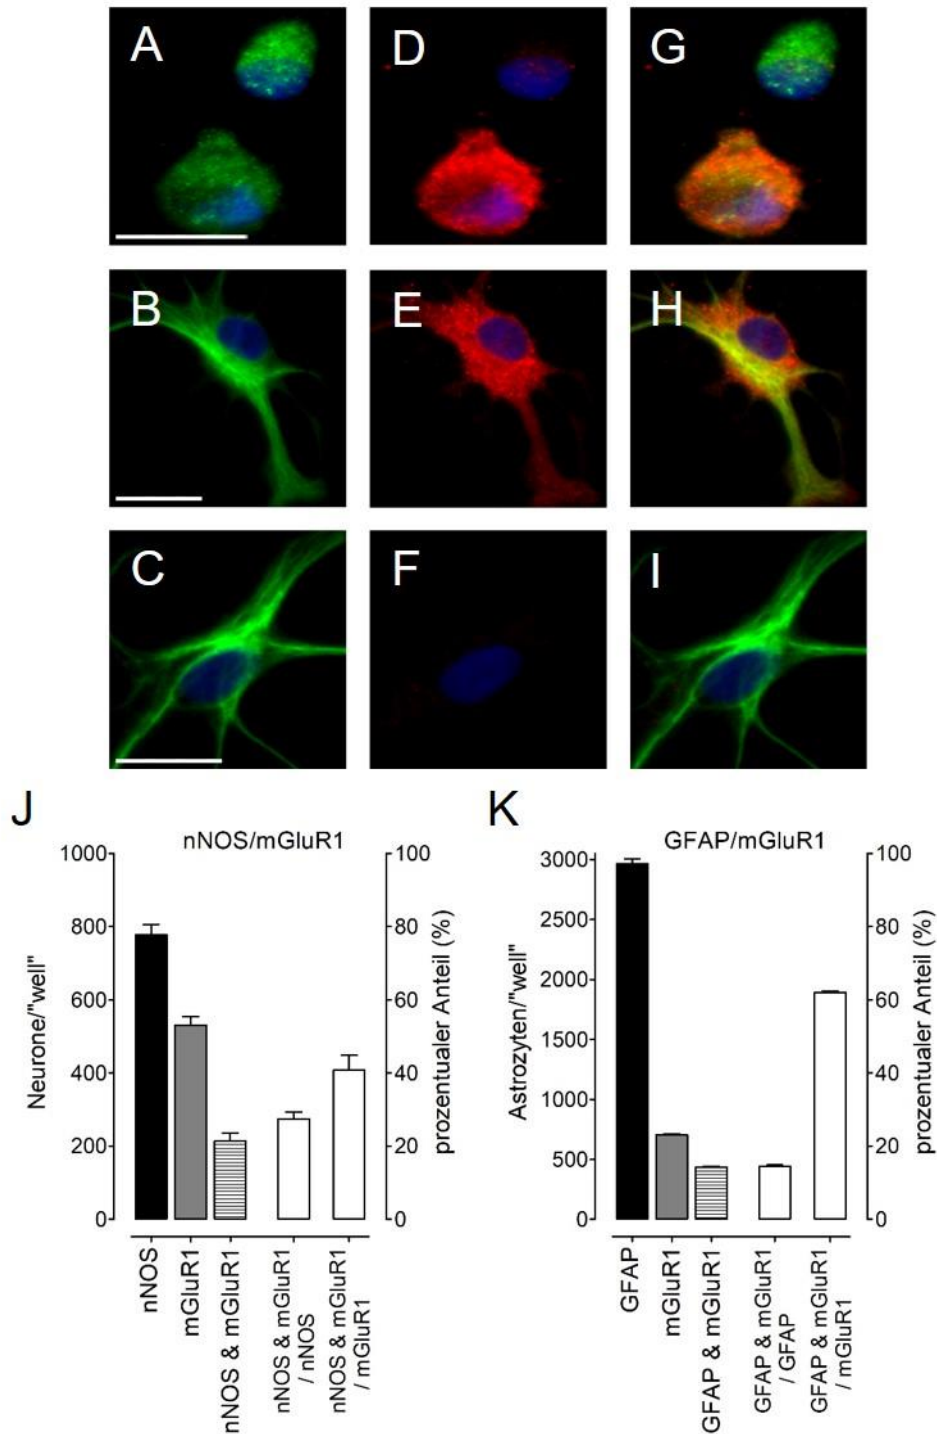 A
D
G
B
E
H
C
F
I
J
K
nNOS/mGluR1
1000
800
600
400
200
0
Neurone/"well"
100
80
60
40
20
0
prozentualer Anteil (%)
nNOS
mGluR1
nNOS & mGluR1
nNOS & mGluR1
/ nNOS
nNOS & mGluR1
/ mGluR1
GFAP/mGluR1
3000
2500
2000
1500
1000
500
0
Astrozyten/"well"
100
80
60
40
20
0
prozentualer Anteil (%)
GFAP
mGluR1
GFAP & mGluR1
GFAP & mGluR1
/ GFAP
GFAP & mGluR1
/ mGluR1